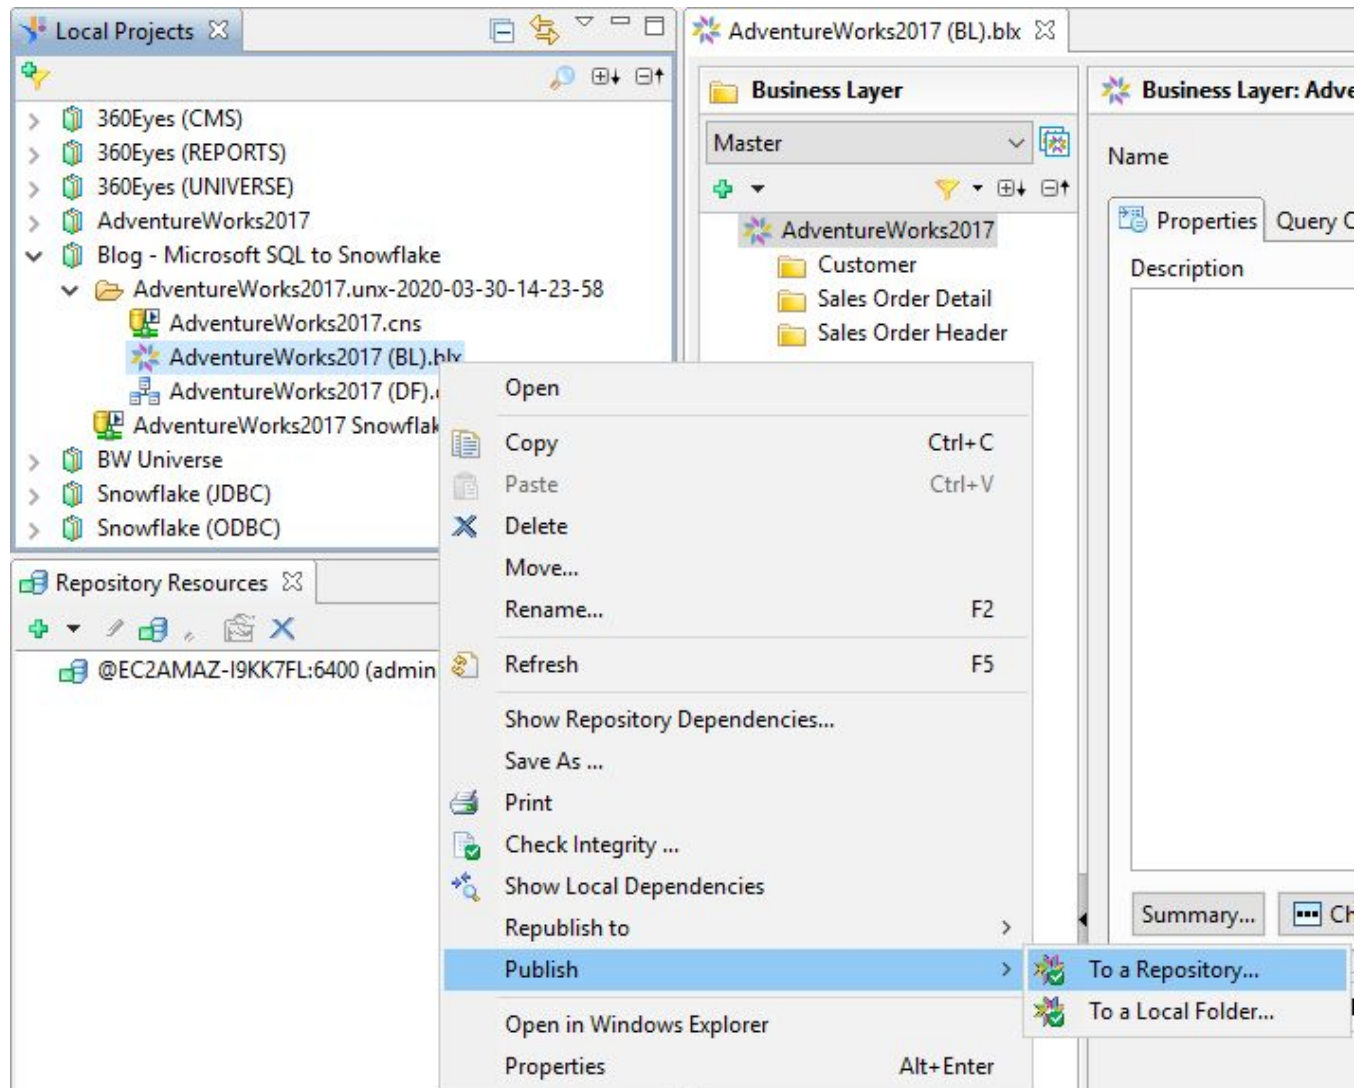 Local Projects
360Eyes (CMS)
360Eyes (REPORTS)
360Eyes (UNIVERSE)
AdventureWorks2017
Blog - Microsoft SQL to Snowflake
AdventureWorks2017.unx-2020-03-30-14-23-58
AdventureWorks2017.cns
AdventureWorks2017 (BL).blx
AdventureWorks2017 (DF).
AdventureWorks2017 Snowflak
BW Universe
Snowflake (JDBC)
Snowflake (ODBC)
Repository Resources
@EC2AMAZ-I9KK7FL:6400 (admin
AdventureWorks2017 (BL).blx
Business Layer
Master
AdventureWorks2017
Customer
Sales Order Detail
Sales Order Header
Business Layer: Adve
Name
Properties
Query C
Description
Summary...
Ch
Open
Copy Ctrl+C
Paste Ctrl+V
Delete
Move...
Rename... F2
Refresh F5
Show Repository Dependencies...
Save As ...
Print
Check Integrity ...
Show Local Dependencies
Republish to
Publish
Open in Windows Explorer
Properties Alt+Enter
To a Repository...
To a Local Folder...